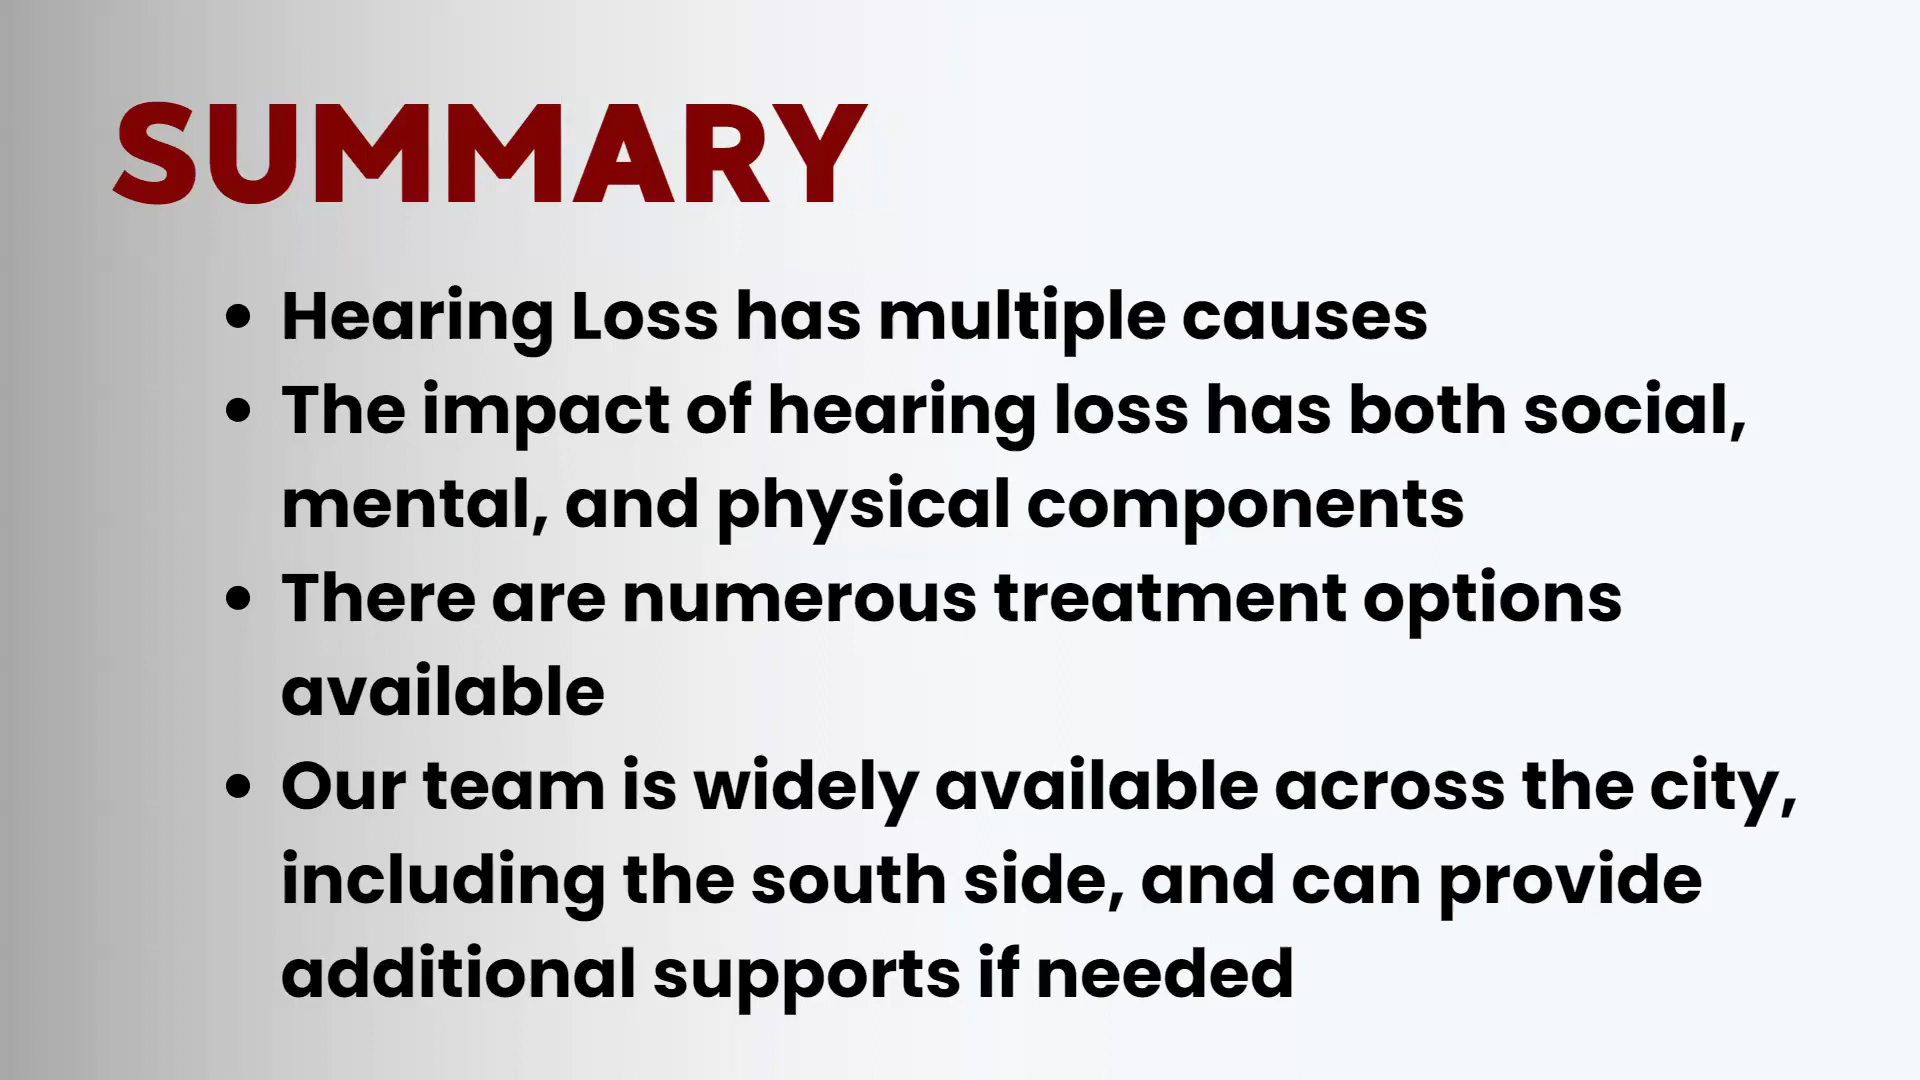 SUMMARY
• Hearing Loss has multiple causes
• The impact of hearing loss has both social,
mental, and physical components
• There are numerous treatment options
available
• Our team is widely available across the city,
including the south side, and can provide
additional supports if needed